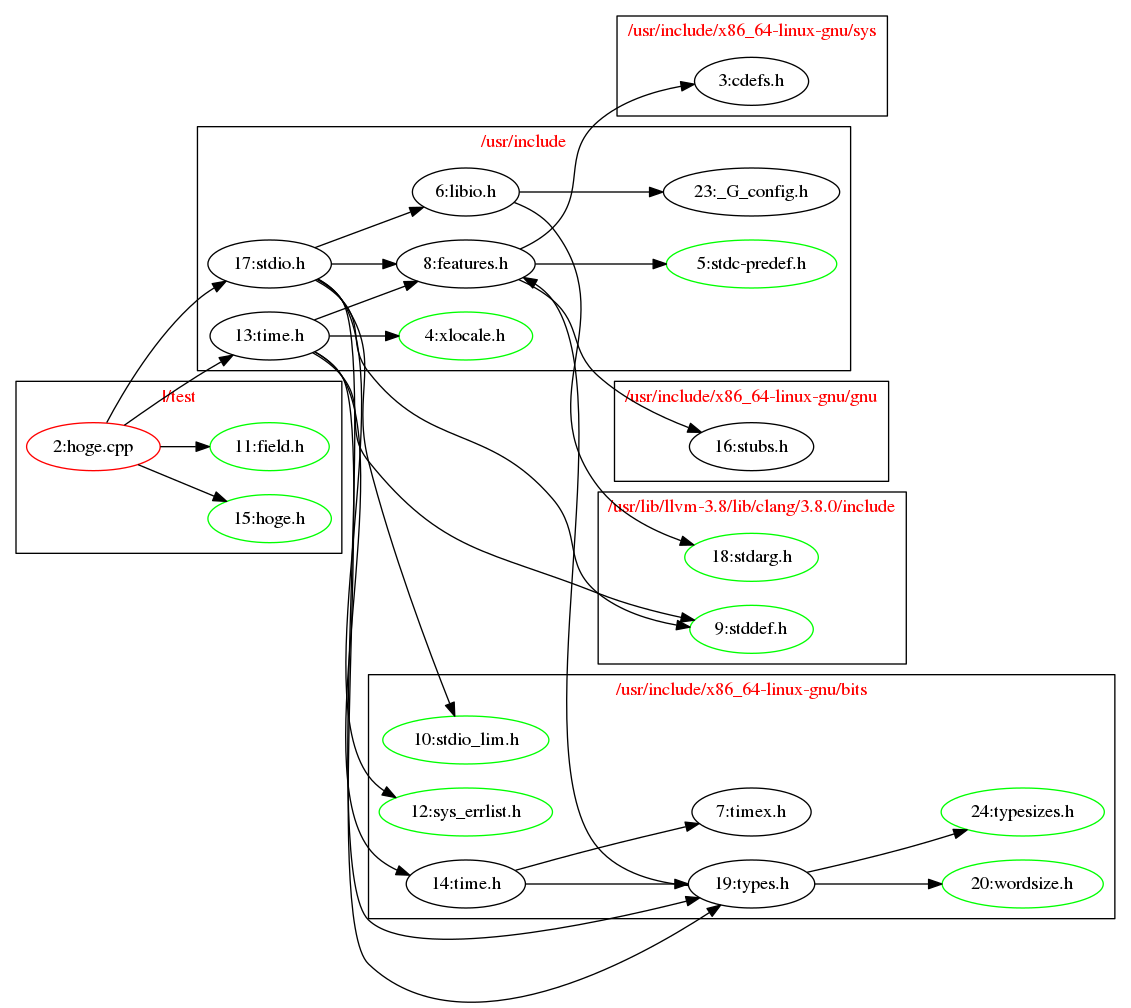 /usr/include/x86_64-linux-gnu/sys
3:cdefs.h
/usr/include
6:libio.h
23:_G_config.h
17:stdio.h
8:features.h
5:stdc-predef.h
13:time.h
4:xlocale.h
l/test
2:hoge.cpp
11:field.h
15:hoge.h
/usr/include/x86_64-linux-gnu/gnu
16:stubs.h
/usr/lib/llvm-3.8/lib/clang/3.8.0/include
18:stdarg.h
9:stddef.h
/usr/include/x86_64-linux-gnu/bits
10:stdio_lim.h
12:sys_errlist.h
7:timex.h
24:typesizes.h
14:time.h
19:types.h
20:wordsize.h